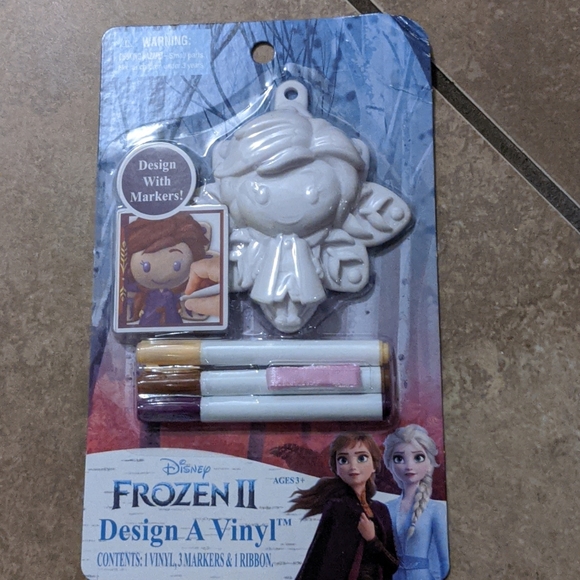 WARNING:
Design
With
Markers!
Disney
FROZEN II
AGES 3+
Design A Vinyl™
CONTENTS: 1 VINYL, 3 MARKERS & 1 RIBBON.